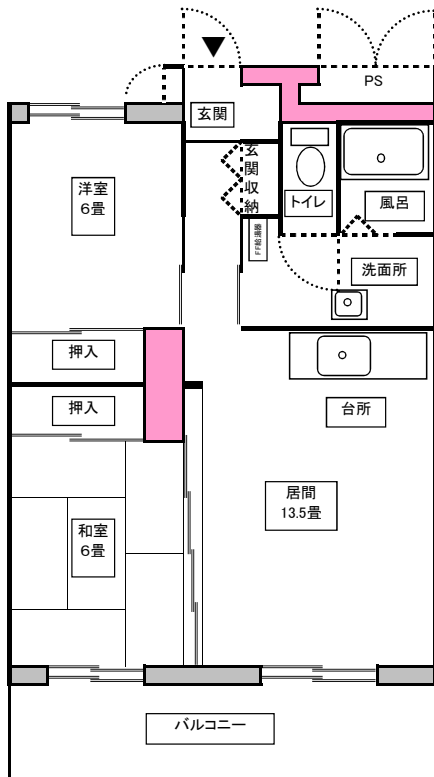 PS
玄関
玄関収納
トイレ
風呂
洋室
6畳
FF給湯器
洗面所
押入
押入
台所
居間
13.5畳
和室
6畳
バルコニー